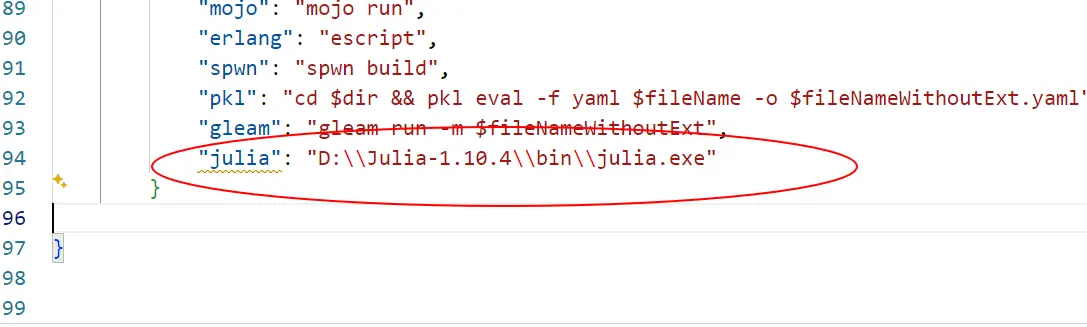 89 "mojo": "mojo run",
90 "erlang": "escript",
91 "spwn": "spwn build",
92 "pkl": "cd $dir && pkl eval -f yaml $fileName -o $fileNameWithoutExt.yaml"
93 "gleam": "gleam run -m $fileNameWithoutExt",
94 "julia": "D:\\Julia-1.10.4\\bin\\julia.exe"
95 }
96
97 }
98
99